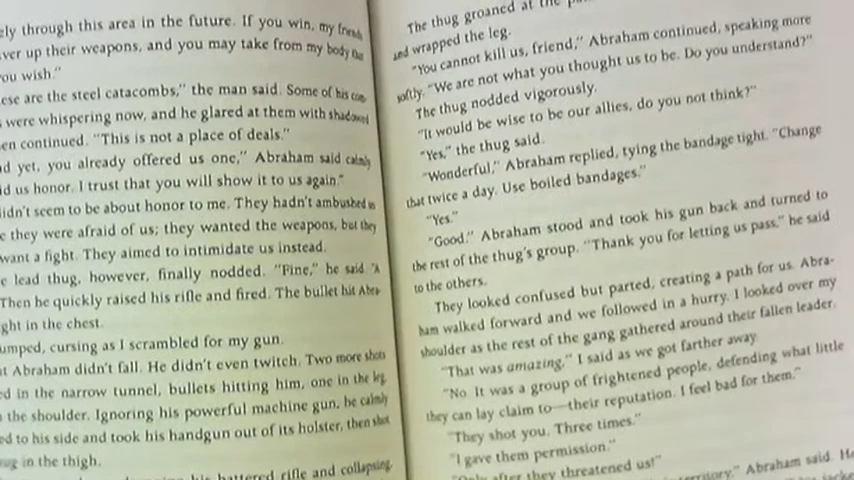 ely through this area in the future. If you win, my friends
ver up their weapons, and you may take from my body
ou wish."
ese are the steel catacombs," the man said. Some of his
were whispering now, and he glared at them with shadowed
en continued. "This is not a place of deals."
d yet, you already offered us one," Abraham said calmly
id us honor. I trust that you will show it to us again."
idn't seem to be about honor to me. They hadn't ambushed
e they were afraid of us; they wanted the weapons, but they
want a fight. They aimed to intimidate us instead.
e lead thug, however, finally nodded. "Fine," he said. "A
Then he quickly raised his rifle and fired. The bullet hit Abra-
ght in the chest.
umped, cursing as I scrambled for my gun.
t Abraham didn't fall. He didn't even twitch. Two more shots
ed in the narrow tunnel, bullets hitting him, one in the leg,
the shoulder. Ignoring his powerful machine gun, he calmly
ed to his side and took his handgun out of its holster, then shot
hug in the thigh.
his battered rifle and collapsing,
The thug groaned at the
and wrapped the leg.
"You cannot kill us, friend," Abraham continued, speaking more
softly. "We are not what you thought us to be. Do you understand?"
The thug nodded vigorously.
"It would be wise to be our allies, do you not think?"
"Yes," the thug said.
"Wonderful," Abraham replied, tying the bandage tight. "Change
that twice a day. Use boiled bandages."
"Yes."
"Good." Abraham stood and took his gun back and turned to
the rest of the thug's group. "Thank you for letting us pass," he said
to the others.
They looked confused but parted, creating a path for us. Abra-
ham walked forward and we followed in a hurry. I looked over my
shoulder as the rest of the gang gathered around their fallen leader.
"That was amazing," I said as we got farther away.
"No. It was a group of frightened people, defending what little
they can lay claim to—their reputation. I feel bad for them."
"They shot you. Three times."
"I gave them permission."
"Only after they threatened us!"
territory," Abraham said. He